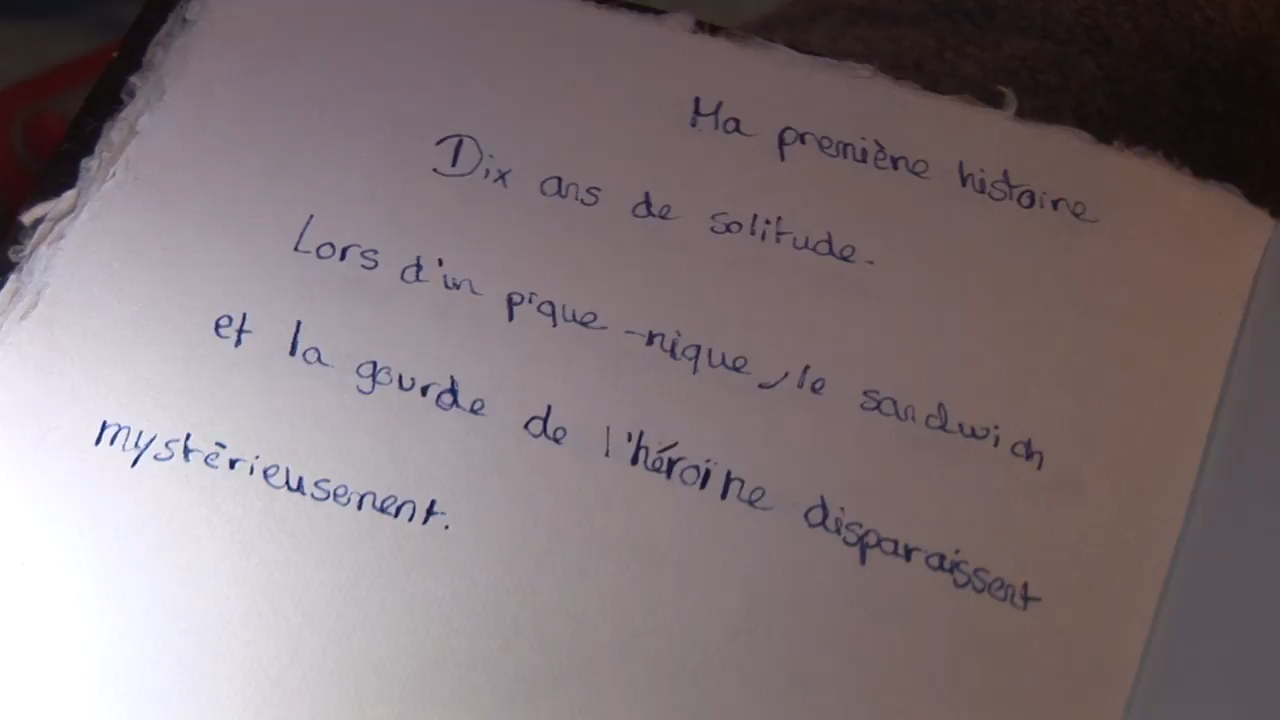 Ma première histoire
Dix ans de solitude.
Lors d'un pique-nique, le sandwich
et la gourde de l'héroïne disparaissent
mystérieusement.